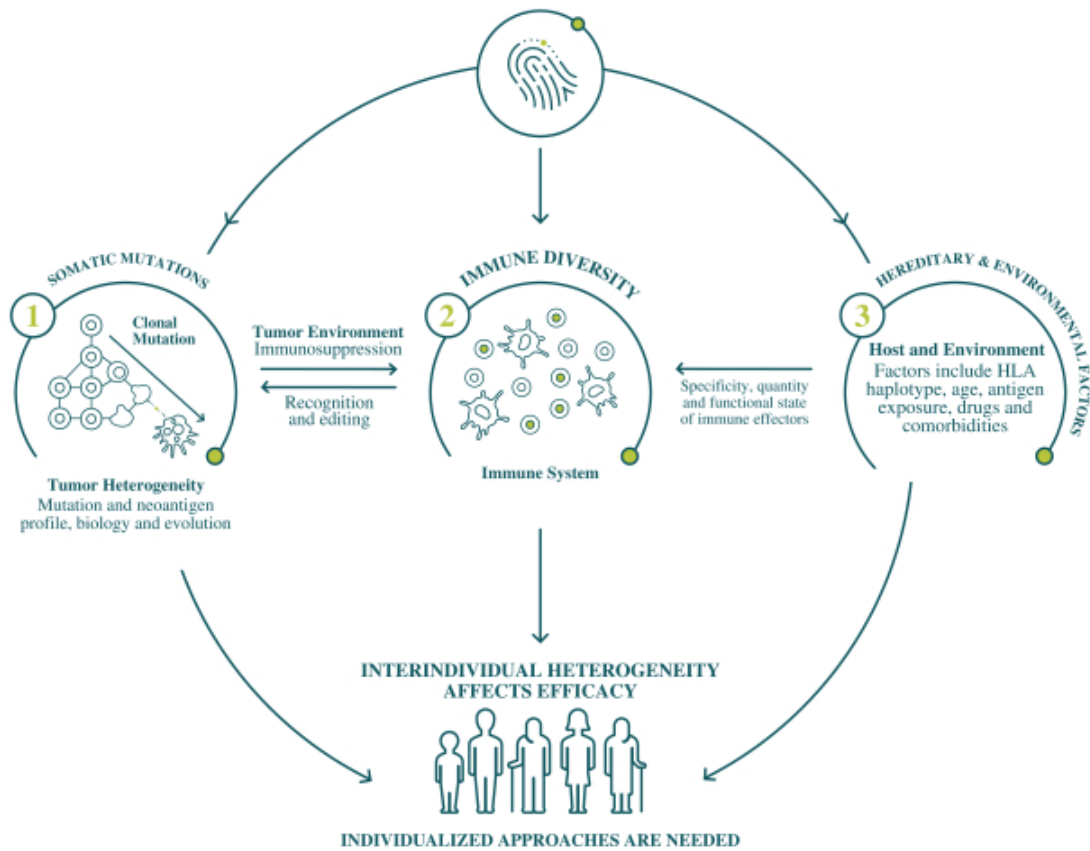 SOMATIC MUTATIONS
1
Clonal
Mutation
Tumor Heterogeneity
Mutation and neoantigen
profile, biology and evolution
Tumor Environment
Immunosuppression
Recognition
and editing
IMMUNE DIVERSITY
2
Immune System
Specificity, quantity
and functional state
of immune effectors
HEREDITARY & ENVIRONMENTAL FACTORS
3
Host and Environment
Factors include HLA
haplotype, age, antigen
exposure, drugs and
comorbidities
INTERINDIVIDUAL HETEROGENEITY
AFFECTS EFFICACY
INDIVIDUALIZED APPROACHES ARE NEEDED